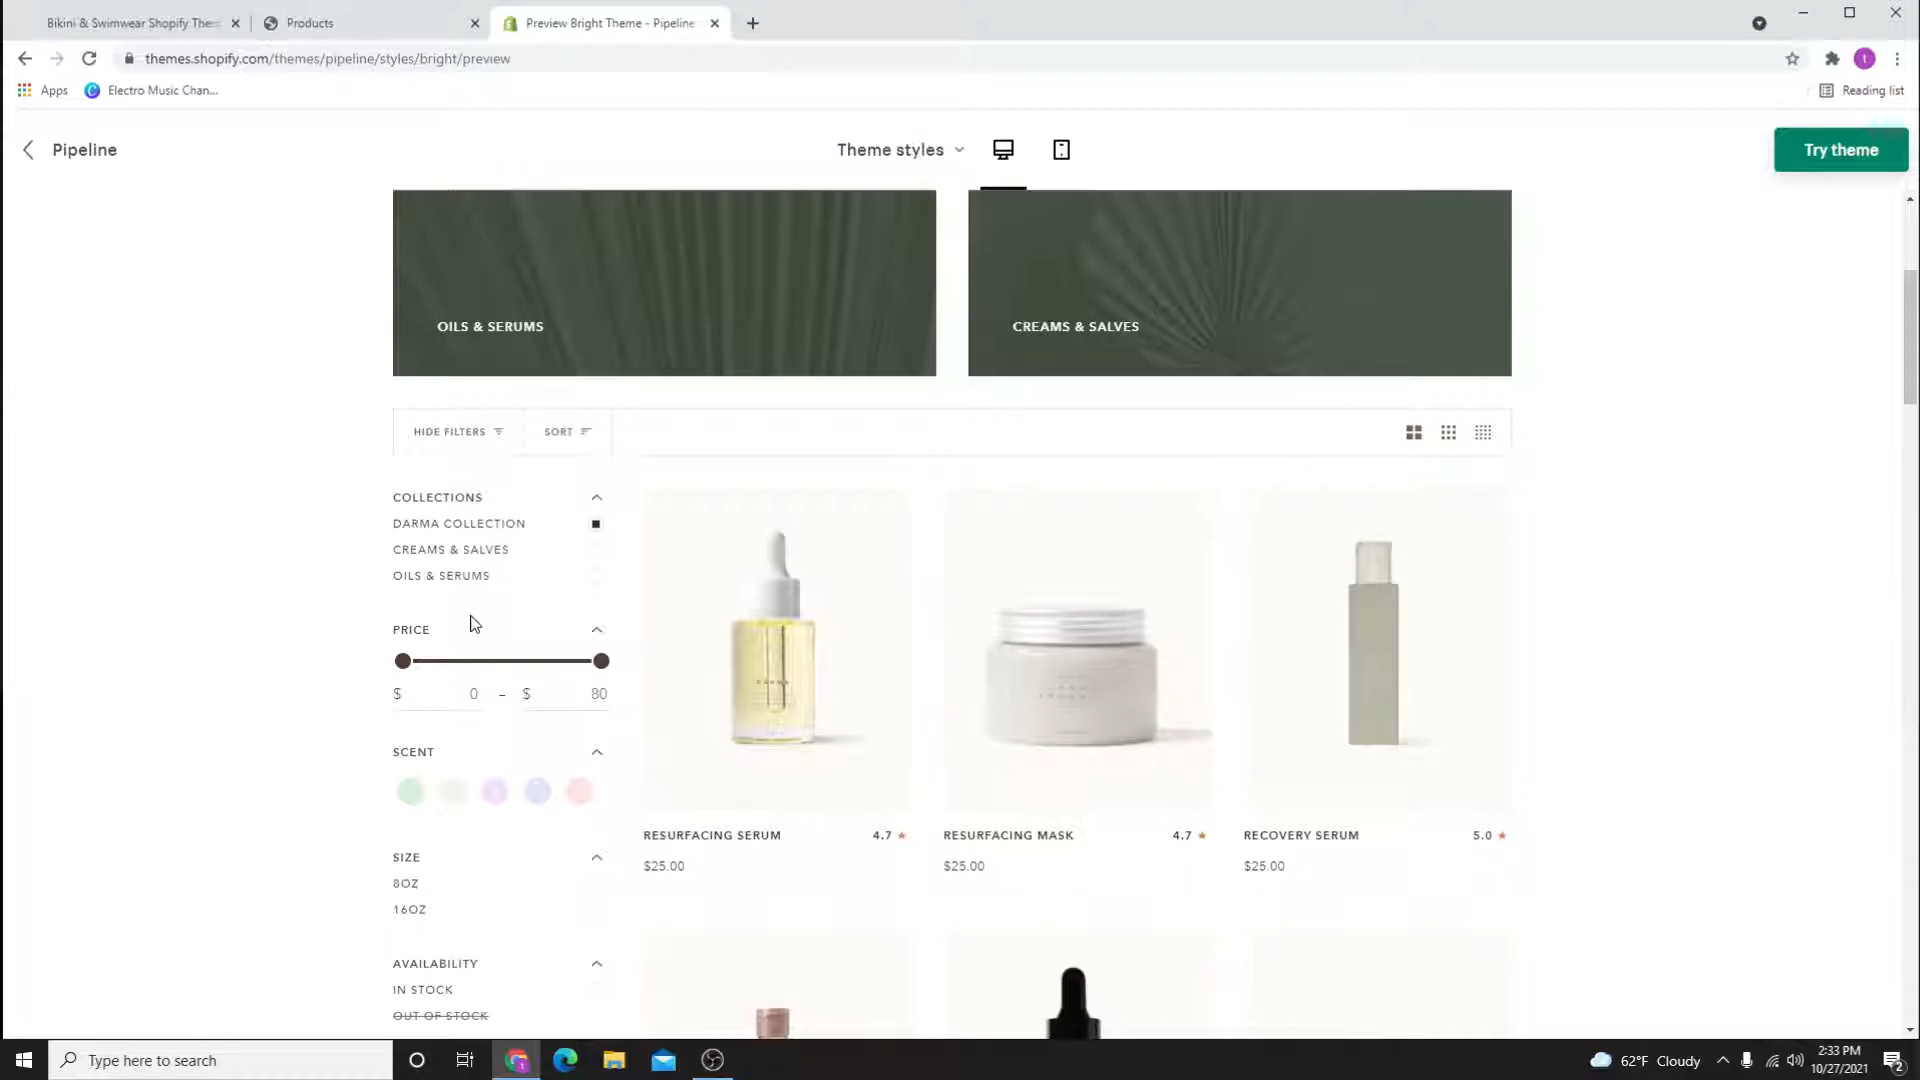 Bikini & Swimwear Shopify The
Products
Preview Bright Theme - Pipeline
themes.shopify.com/themes/pipeline/styles/bright/preview
t
Apps
Electro Music Chan...
Reading list
Pipeline
Theme styles
Try theme
OILS & SERUMS
CREAMS & SALVES
HIDE FILTERS
SORT
COLLECTIONS
DARMA COLLECTION
CREAMS & SALVES
OILS & SERUMS
PRICE
$ 0 – $ 80
SCENT
SIZE
8OZ
16OZ
AVAILABILITY
IN STOCK
OUT OF STOCK
RESURFACING SERUM 4.7 ★
$25.00
RESURFACING MASK 4.7 ★
$25.00
RECOVERY SERUM 5.0 ★
$25.00
Type here to search
62°F Cloudy
2:33 PM
10/27/2021
2